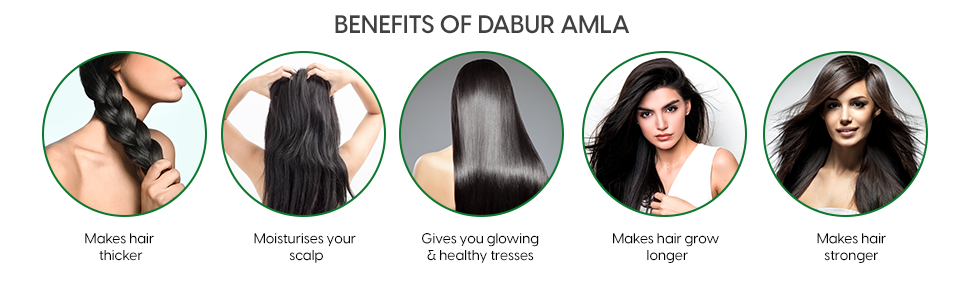 BENEFITS OF DABUR AMLA
Makes hair
thicker
Moisturises your
scalp
Gives you glowing
& healthy tresses
Makes hair grow
longer
Makes hair
stronger